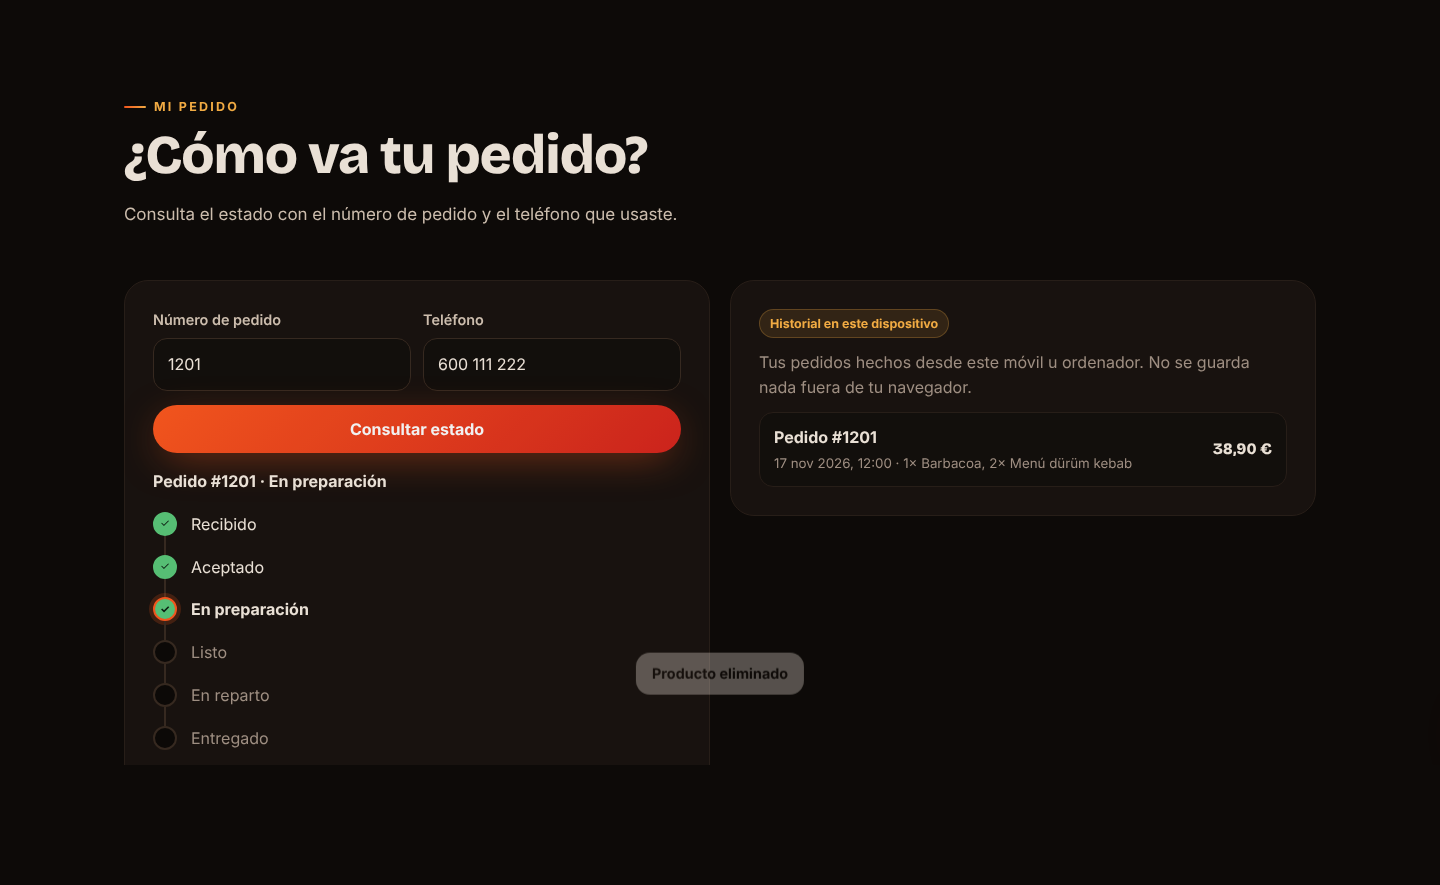 MI PEDIDO
¿Cómo va tu pedido?
Consulta el estado con el número de pedido y el teléfono que usaste.
Número de pedido
Teléfono
1201
600 111 222
Consultar estado
Pedido #1201 · En preparación
Recibido
Aceptado
En preparación
Listo
En reparto
Entregado
Historial en este dispositivo
Tus pedidos hechos desde este móvil u ordenador. No se guarda
nada fuera de tu navegador.
Pedido #1201
17 nov 2026, 12:00 · 1× Barbacoa, 2× Menú dürüm kebab
38,90 €
Producto eliminado